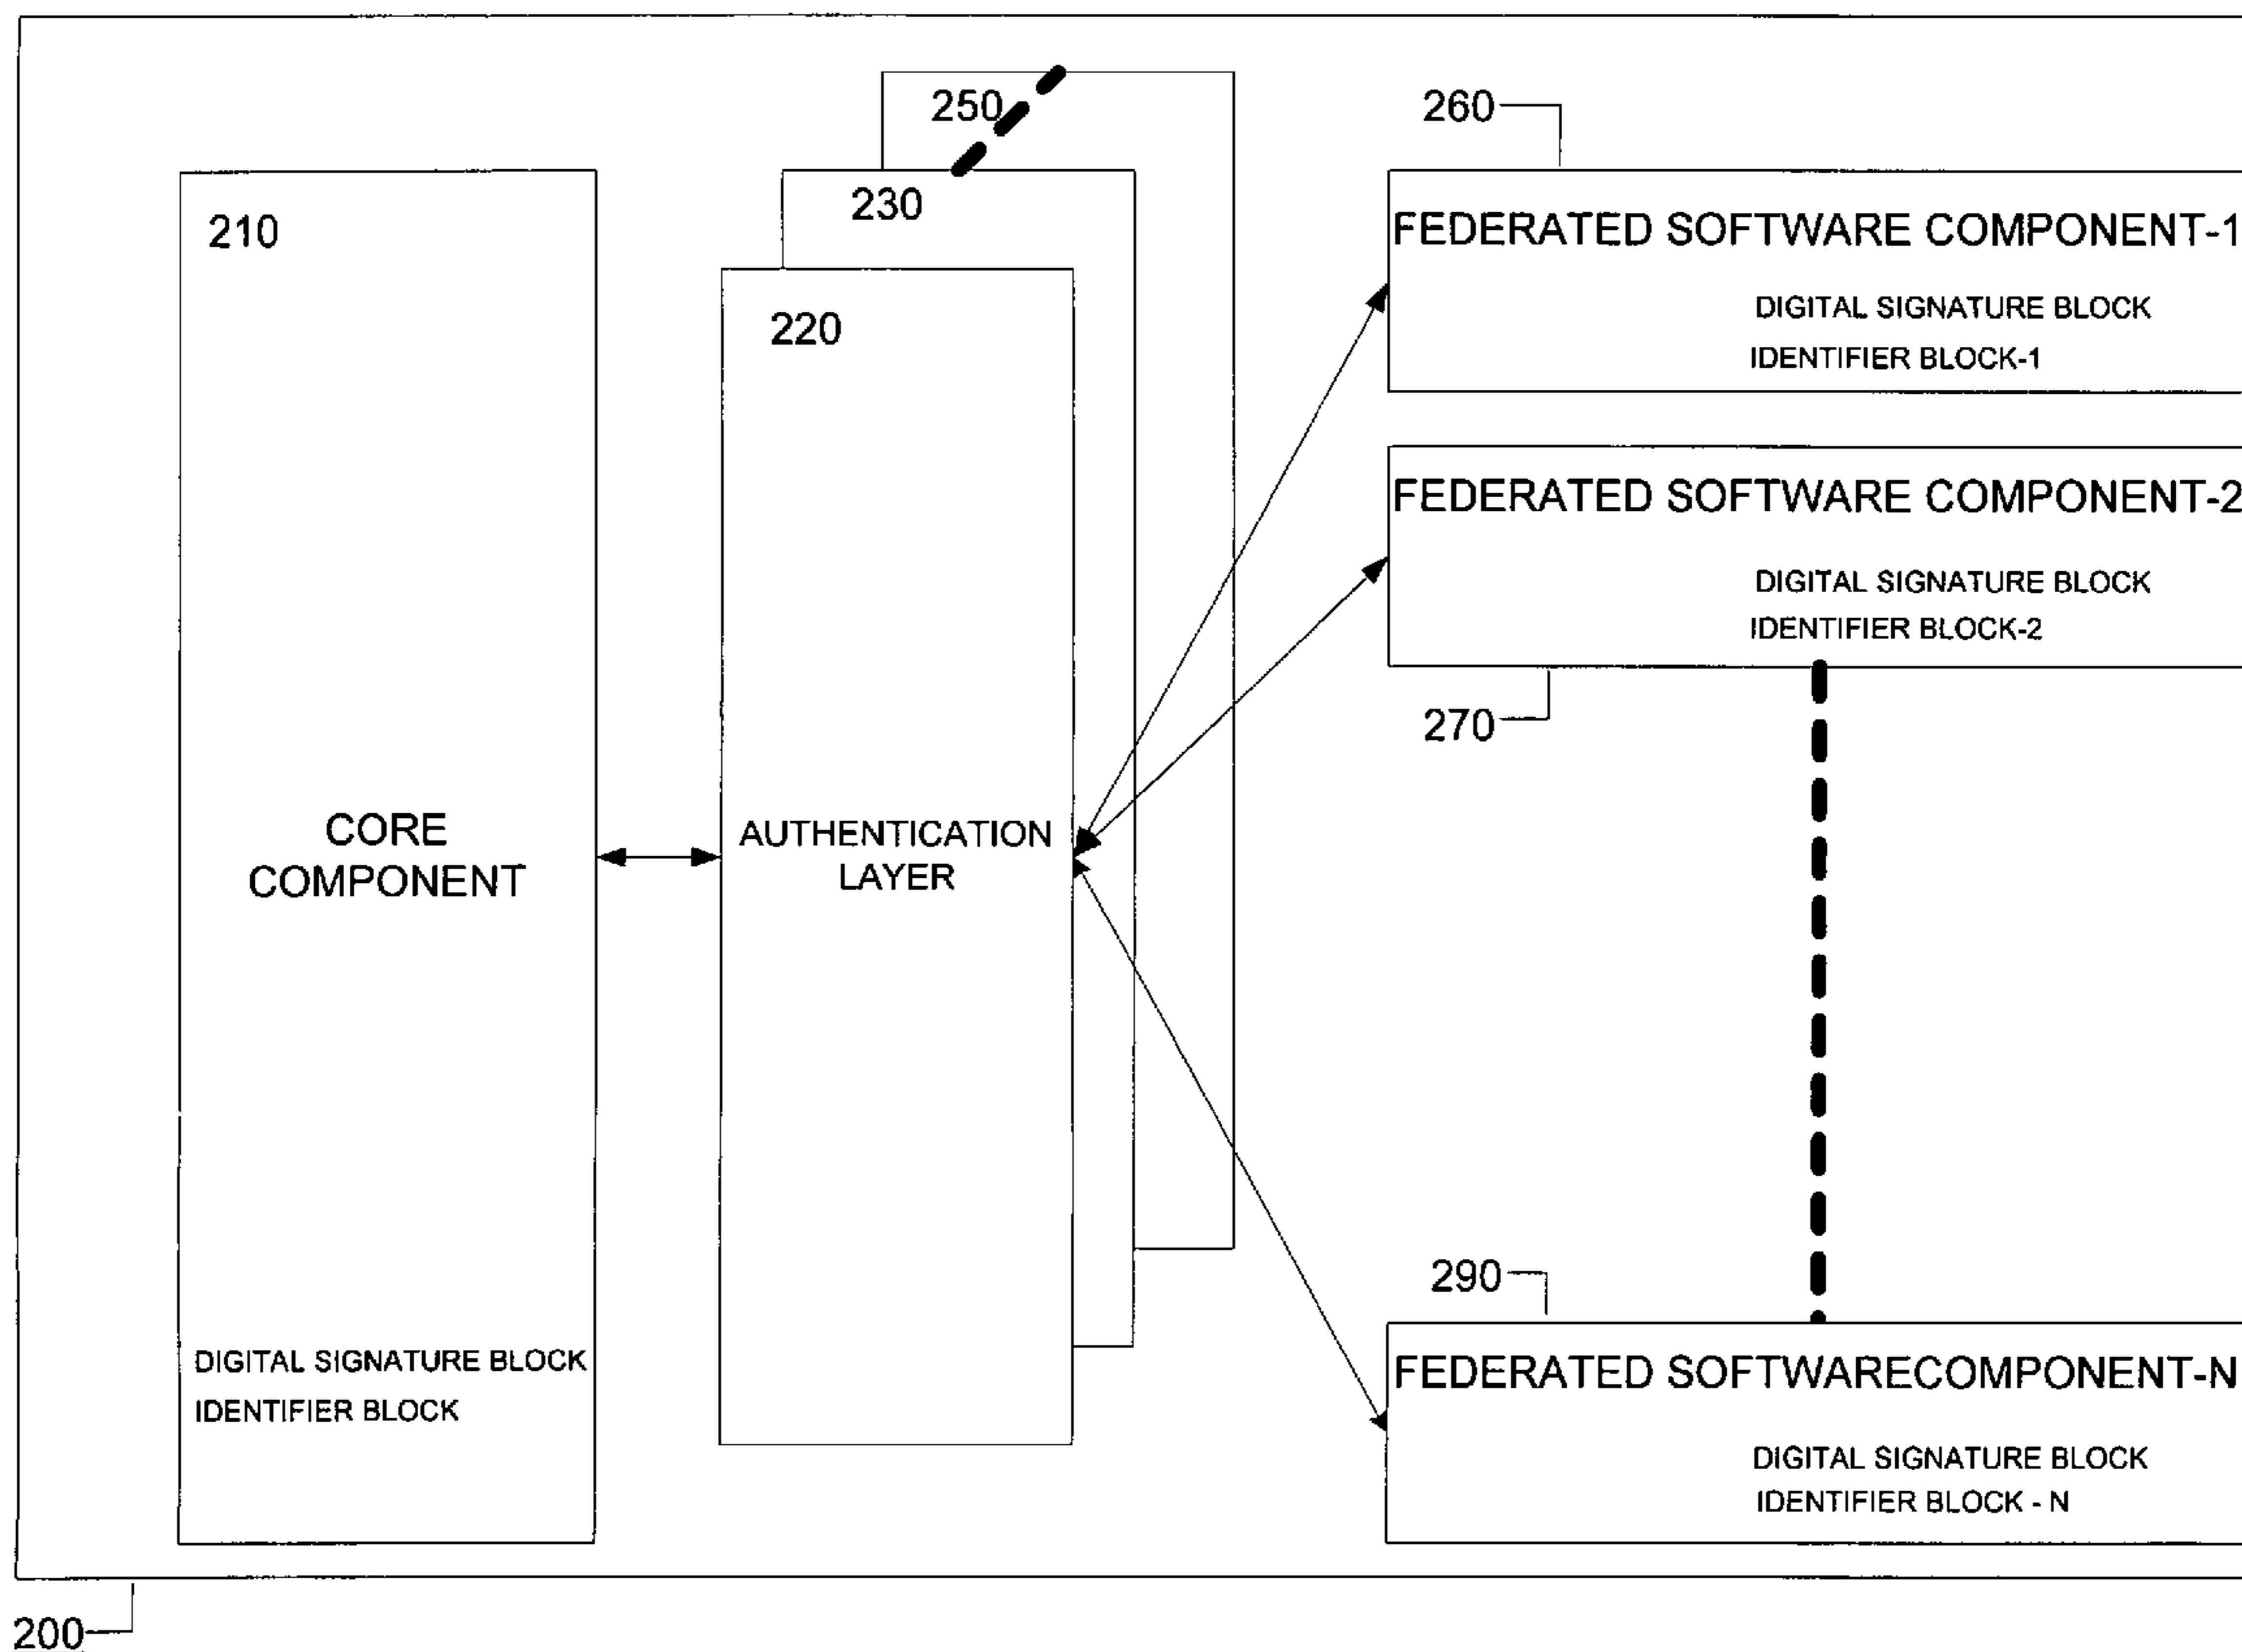 250
260
230
210
FEDERATED SOFTWARE COMPONENT-1
DIGITAL SIGNATURE BLOCK
IDENTIFIER BLOCK-1
220
FEDERATED SOFTWARE COMPONENT-2
DIGITAL SIGNATURE BLOCK
IDENTIFIER BLOCK-2
270
CORE
COMPONENT
AUTHENTICATION
LAYER
290
DIGITAL SIGNATURE BLOCK
IDENTIFIER BLOCK
FEDERATED SOFTWARECOMPONENT-N
DIGITAL SIGNATURE BLOCK
IDENTIFIER BLOCK - N
200